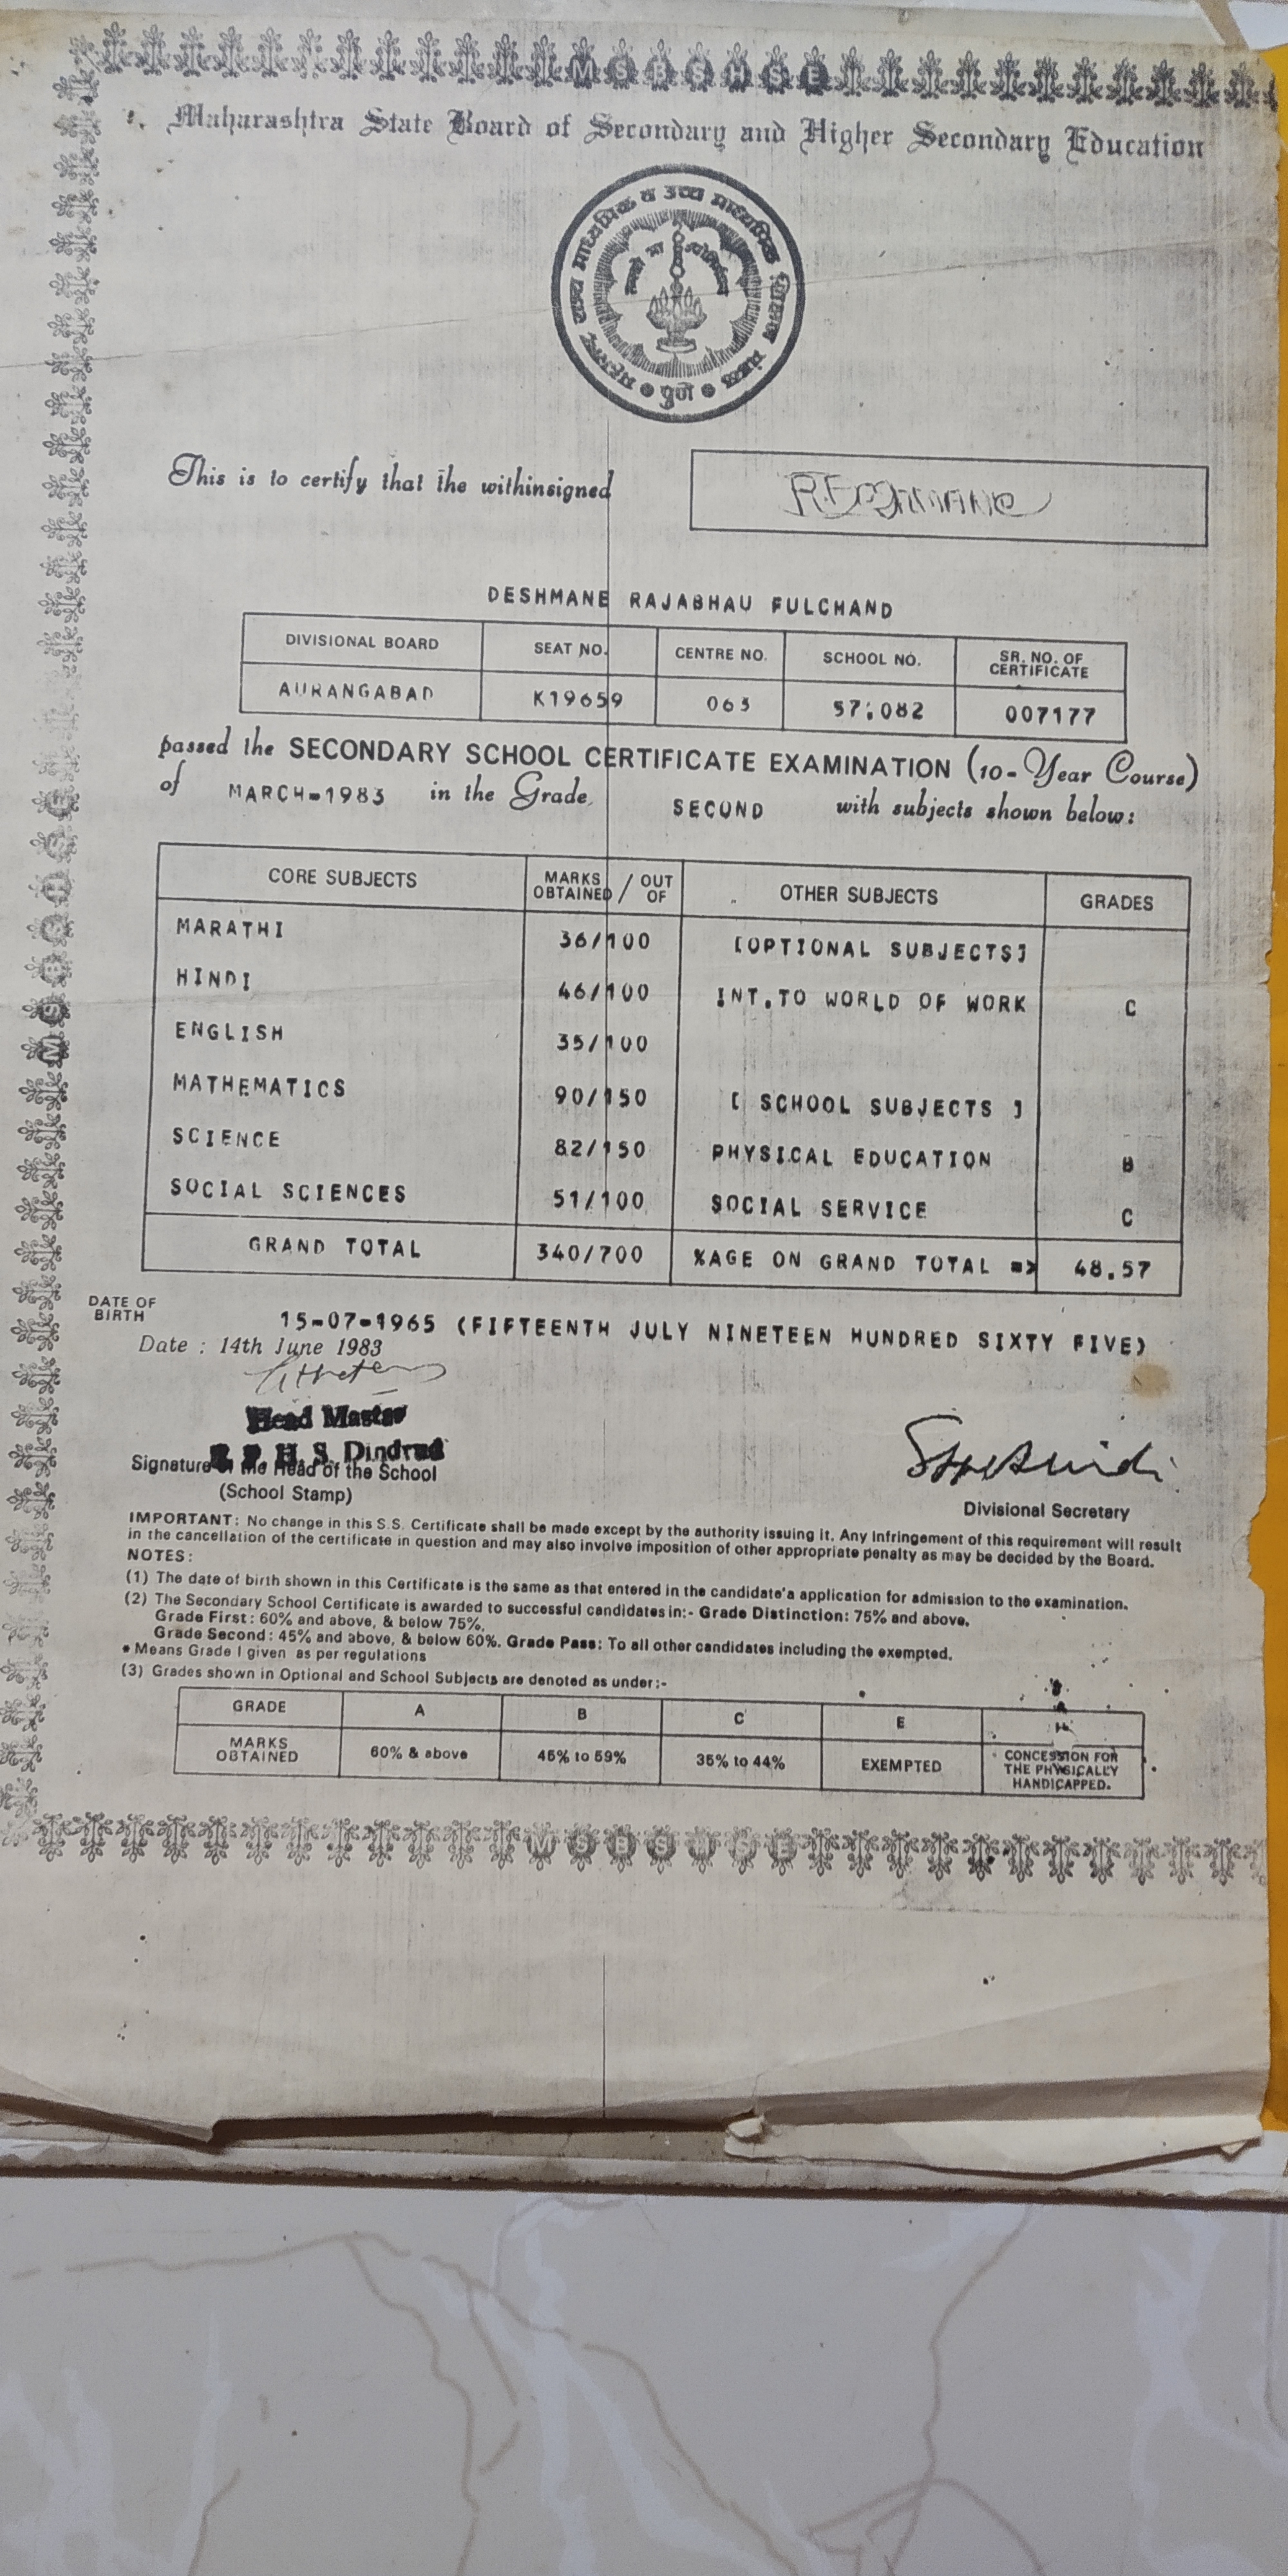 MSBSHSE
Maharashtra State Board of Secondary and Higher Secondary Education
महाराष्ट्र राज्य माध्यमिक व उच्च माध्यमिक शिक्षण मंडळ
पुणे
This is to certify that the withinsigned
DESHMANE RAJABHAU FULCHAND
DIVISIONAL BOARD SEAT NO. CENTRE NO. SCHOOL NO. SR. NO. OF CERTIFICATE
AURANGABAD K19659 063 57.082 007177
passed the SECONDARY SCHOOL CERTIFICATE EXAMINATION (10-Year Course)
of MARCH-1983 in the Grade SECOND with subjects shown below:
CORE SUBJECTS MARKS OBTAINED / OUT OF OTHER SUBJECTS GRADES
MARATHI 36/100 [OPTIONAL SUBJECTS]
HINDI 46/100 INT.TO WORLD OF WORK C
ENGLISH 35/100
MATHEMATICS 90/150 [ SCHOOL SUBJECTS ]
SCIENCE 82/150 PHYSICAL EDUCATION B
SOCIAL SCIENCES 51/100 SOCIAL SERVICE C
GRAND TOTAL 340/700 %AGE ON GRAND TOTAL => 48.57
DATE OF BIRTH 15-07-1965 (FIFTEENTH JULY NINETEEN HUNDRED SIXTY FIVE)
Date : 14th June 1983
Head Master
H. S. Dindrud
Signature of the Head of the School
(School Stamp)
Divisional Secretary
IMPORTANT: No change in this S.S. Certificate shall be made except by the authority issuing it. Any Infringement of this requirement will result
in the cancellation of the certificate in question and may also involve imposition of other appropriate penalty as may be decided by the Board.
NOTES:
(1) The date of birth shown in this Certificate is the same as that entered in the candidate's application for admission to the examination.
(2) The Secondary School Certificate is awarded to successful candidates in:- Grade Distinction: 75% and above.
Grade First: 60% and above, & below 75%.
Grade Second: 45% and above, & below 60%. Grade Pass: To all other candidates including the exempted.
* Means Grade I given as per regulations
(3) Grades shown in Optional and School Subjects are denoted as under:-
GRADE A B C E H
MARKS OBTAINED 60% & above 45% to 59% 35% to 44% EXEMPTED CONCESSION FOR THE PHYSICALLY HANDICAPPED.
MSBSHSE